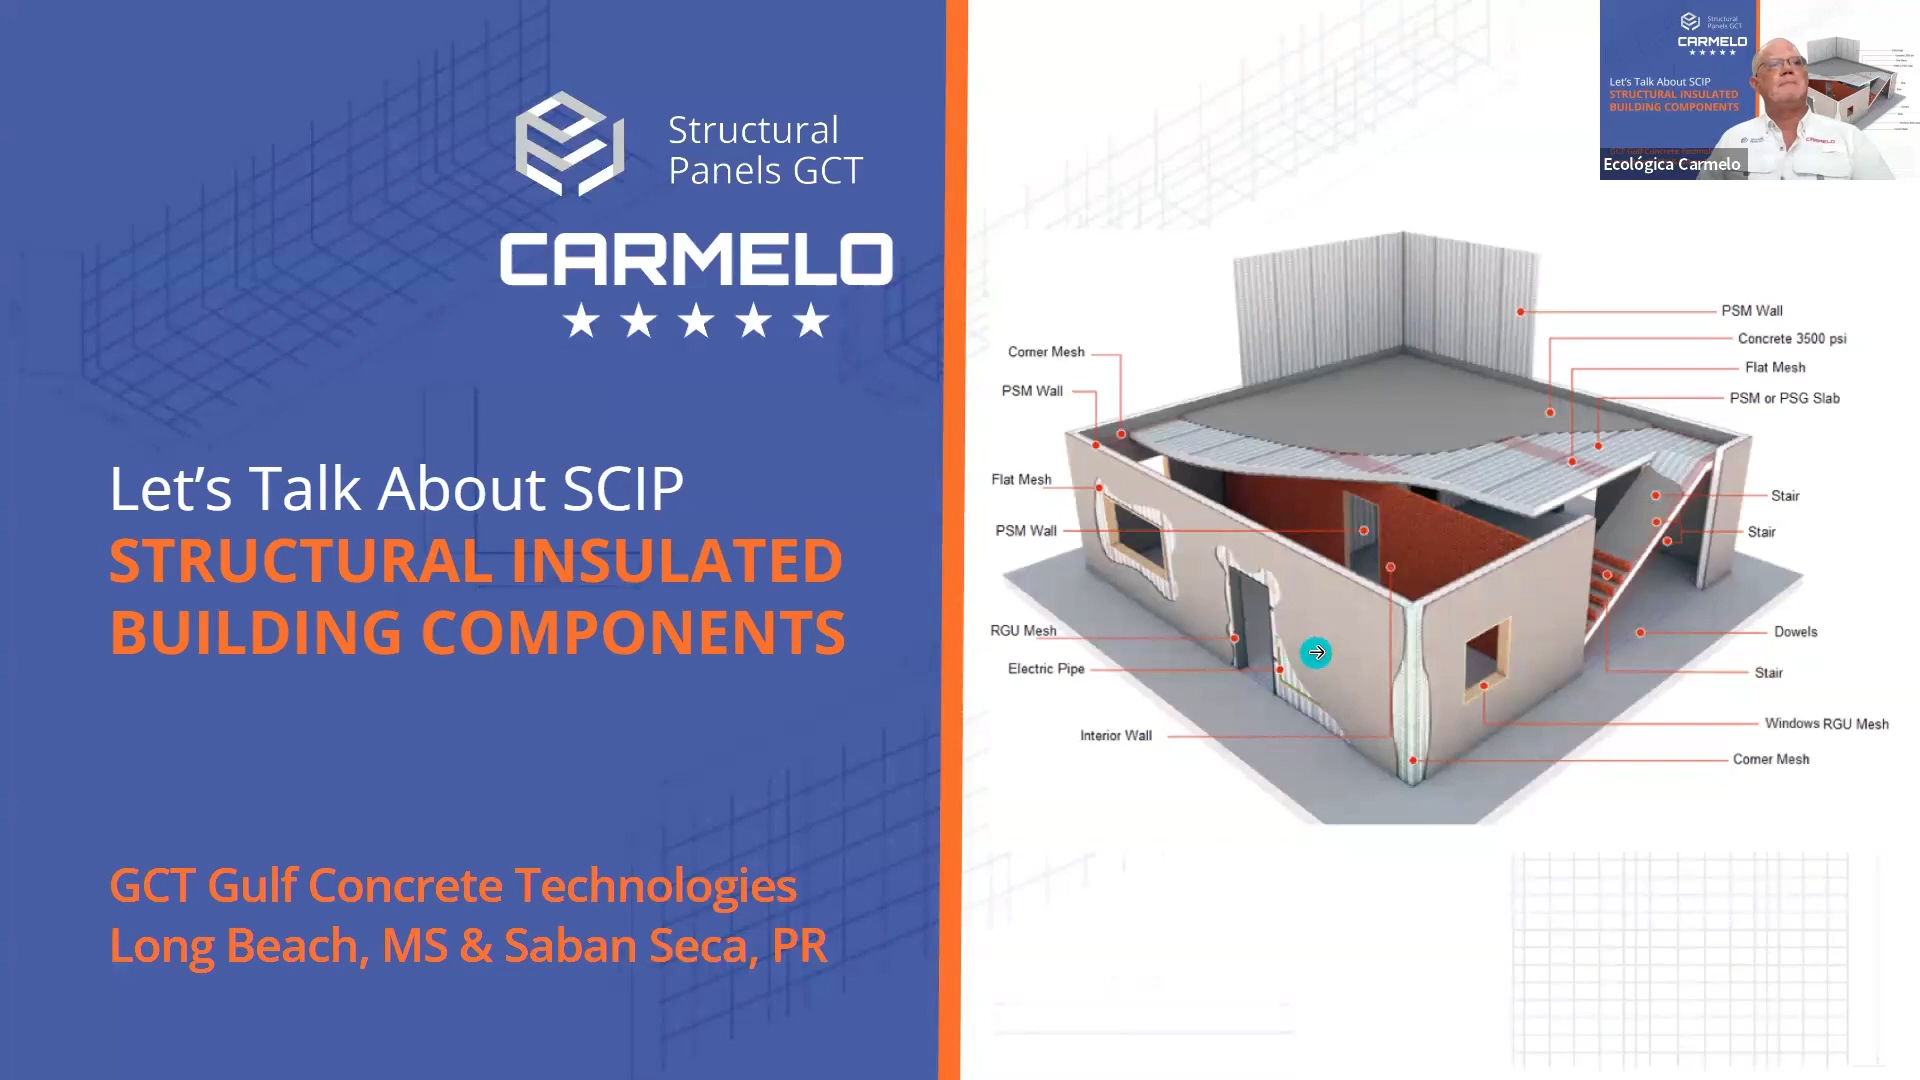 Structural
Panels GCT
CARMELO
Let's Talk About SCIP
STRUCTURAL INSULATED
BUILDING COMPONENTS
GCT Gulf Concrete Technologies
Long Beach, MS & Saban Seca, PR
Corner Mesh
PSM Wall
Flat Mesh
PSM Wall
RGU Mesh
Electric Pipe
Interior Wall
PSM Wall
Concrete 3500 psi
Flat Mesh
PSM or PSG Slab
Stair
Stair
Dowels
Stair
Windows RGU Mesh
Corner Mesh
Structural
Panels GCT
CARMELO
Let's Talk About SCIP
STRUCTURAL INSULATED
BUILDING COMPONENTS
CARMELO
Ecológica Carmelo